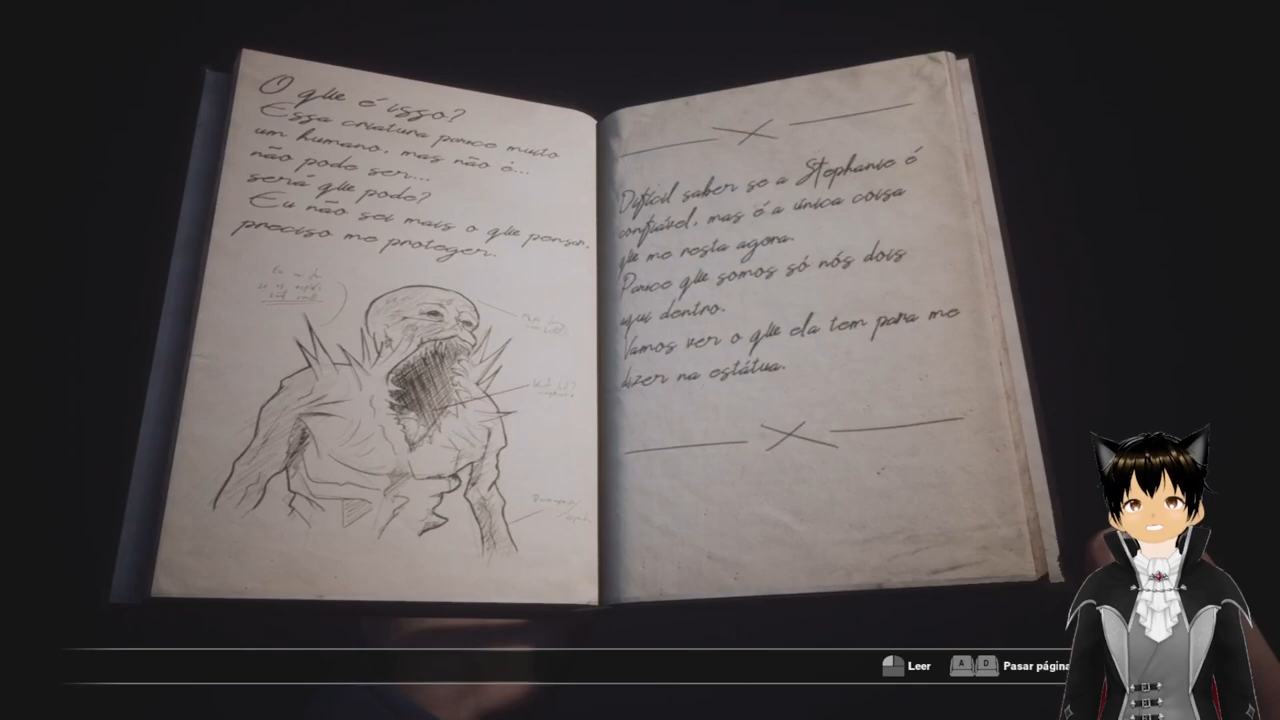 O que é isso?
Essa criatura parece muito
um humano, mas não é...
não pode ser...
será que pode?
Eu não sei mais o que pensar,
preciso me proteger.
Difícil saber se a Stephanie é
confiável, mas é a única coisa
que me resta agora.
Parece que somos só nós dois
aqui dentro.
Vamos ver o que ela tem para me
dizer na estátua.
A D
Leer
Pasar página